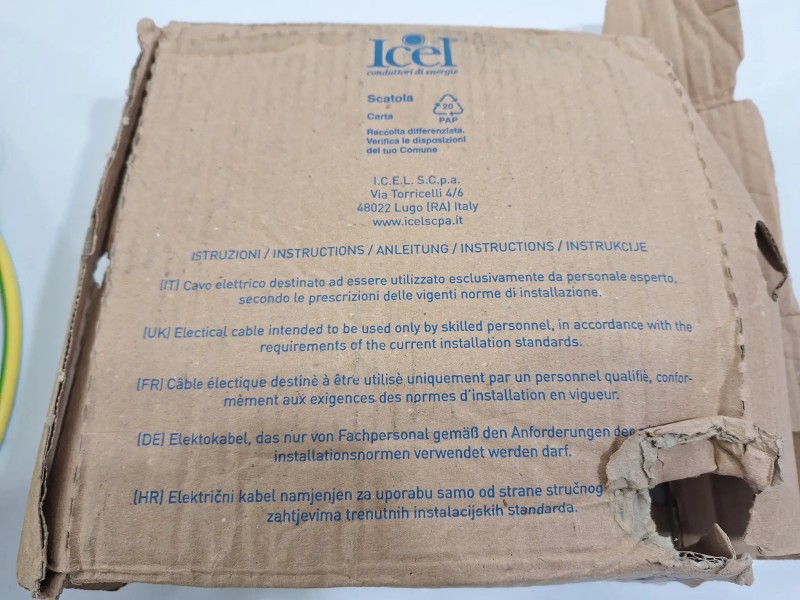 Icel
conduttori di energie
Scatola
Carta
20
PAP
Raccolta differenziata.
Verifica le disposizioni
del tuo Comune
I.C.E.L. S.C.p.a.
Via Torricelli 4/6
48022 Lugo (RA) Italy
www.icelscpa.it
ISTRUZIONI / INSTRUCTIONS / ANLEITUNG / INSTRUCTIONS / INSTRUKCIJE
(IT) Cavo elettrico destinato ad essere utilizzato esclusivamente da personale esperto,
secondo le prescrizioni delle vigenti norme di installazione.
(UK) Electical cable intended to be used only by skilled personnel, in accordance with the
requirements of the current installation standards.
(FR) Câble électique destinè à être utilisè uniquement par un personnel qualifiè, confor-
mèment aux exigences des normes d'installation en vigueur.
(DE) Elektokabel, das nur von Fachpersonal gemäß den Anforderungen der
installationsnormen verwendet werden darf.
(HR) Električni kabel namjenjen za uporabu samo od strane stručnog
zahtjevima trenutnih instalacijskih standarda.